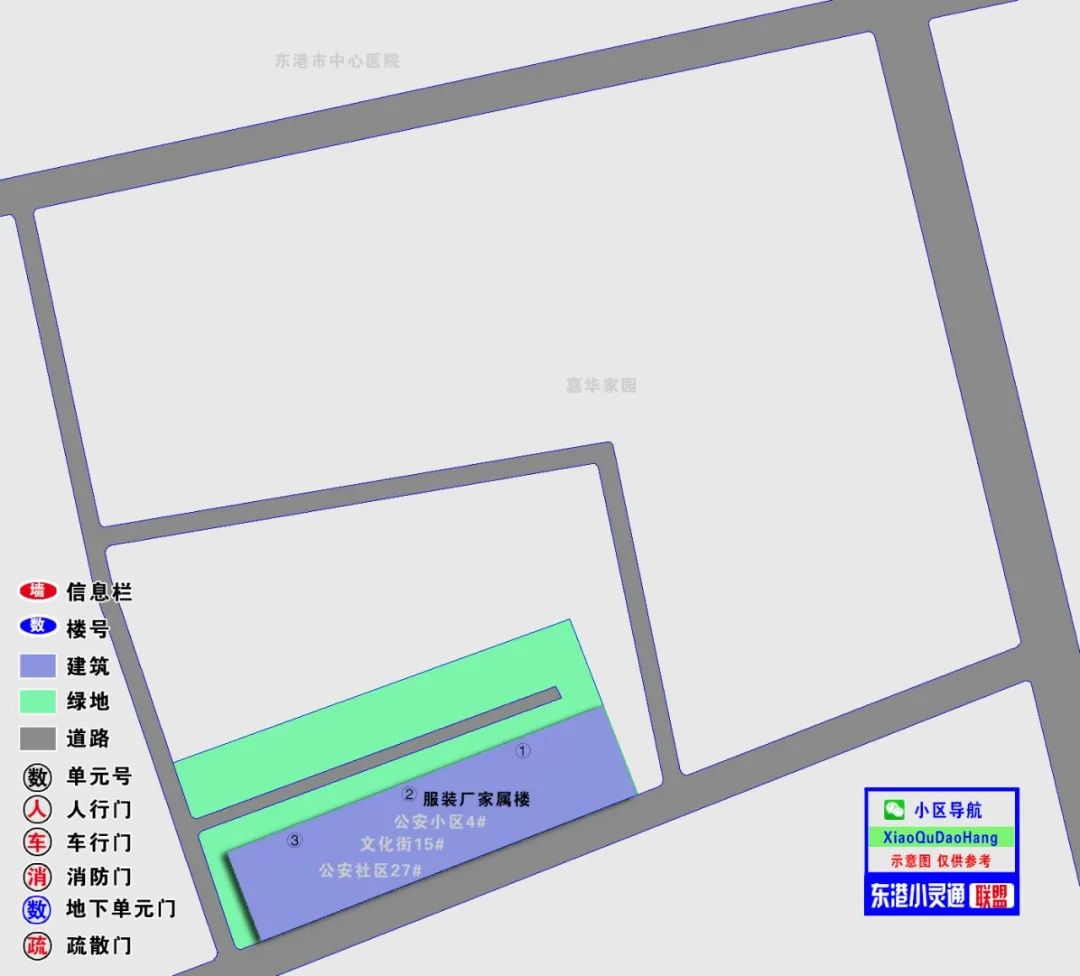 东港市中心医院
嘉华家园
①
②
服装厂家属楼
公安小区4#
③
文化街15#
公安社区27#
墙 信息栏
数 楼号
建筑
绿地
道路
数 单元号
人 人行门
车 车行门
消 消防门
数 地下单元门
疏 疏散门
小区导航
XiaoQuDaoHang
示意图 仅供参考
东港小灵通 联盟